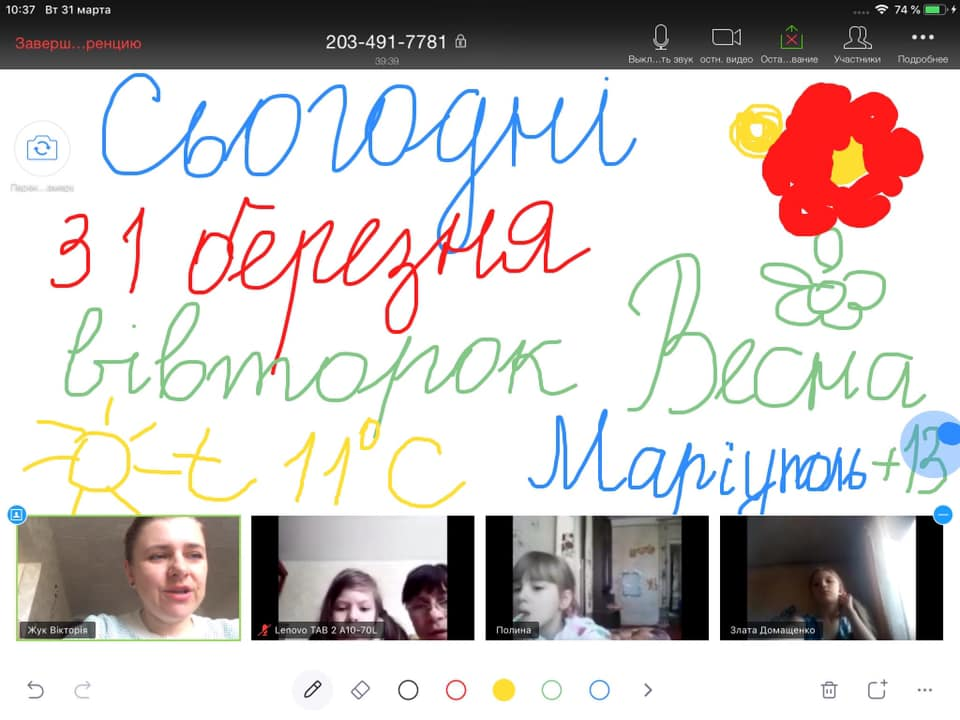 10:37 Вт 31 марта 74 %
Заверш...ренцию 203-491-7781
39:39
Выкл...ть звук остн. видео Оста...вание Участники Подробнее
Сьогодні
31 березня
вівторок Весна
t 11°C Маріуполь +13
Жук Вікторія Lenovo TAB 2 A10-70L Полина Злата Домащенко